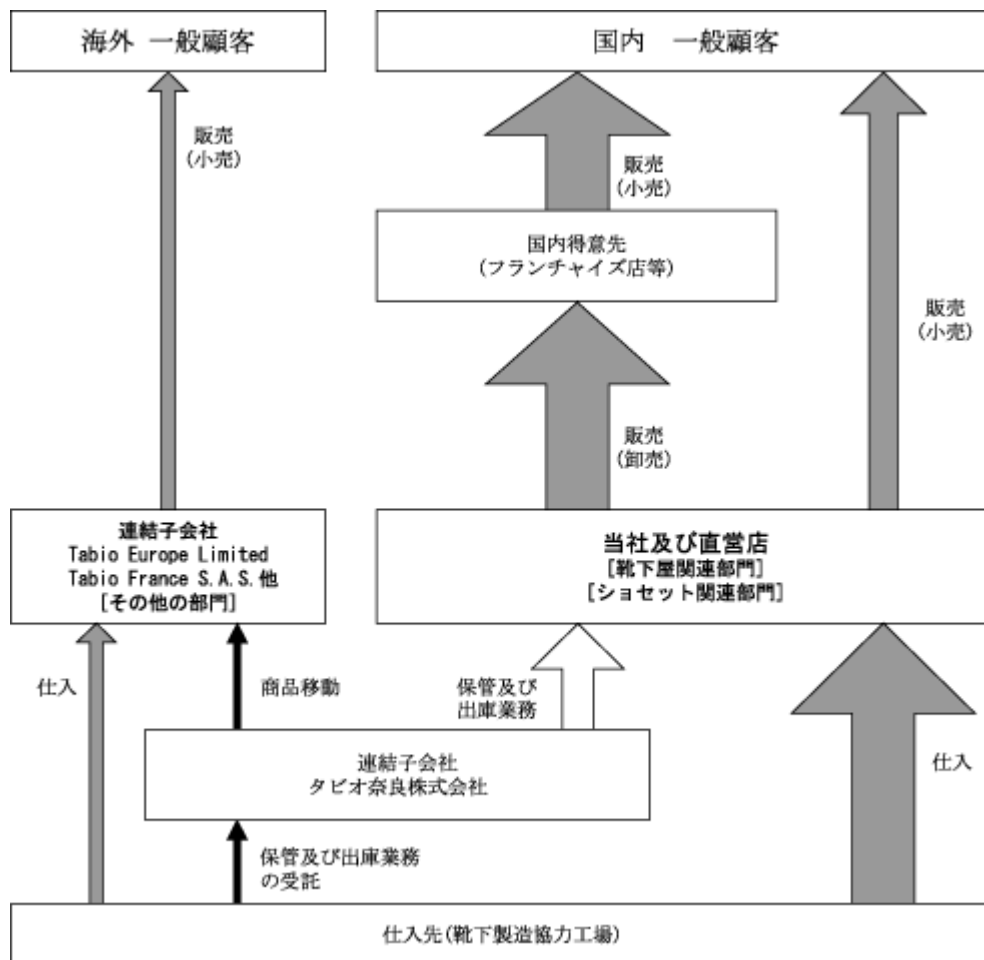 海外 一般顧客
国内 一般顧客
販売
(小売)
販売
(小売)
国内得意先
(フランチャイズ店等)
販売
(小売)
販売
(卸売)
連結子会社
Tabio Europe Limited
Tabio France S.A.S.他
[その他の部門]
当社及び直営店
[靴下屋関連部門]
[ショセット関連部門]
仕入
商品移動
保管及び
出庫業務
仕入
連結子会社
タビオ奈良株式会社
保管及び出庫業務
の受託
仕入先(靴下製造協力工場)